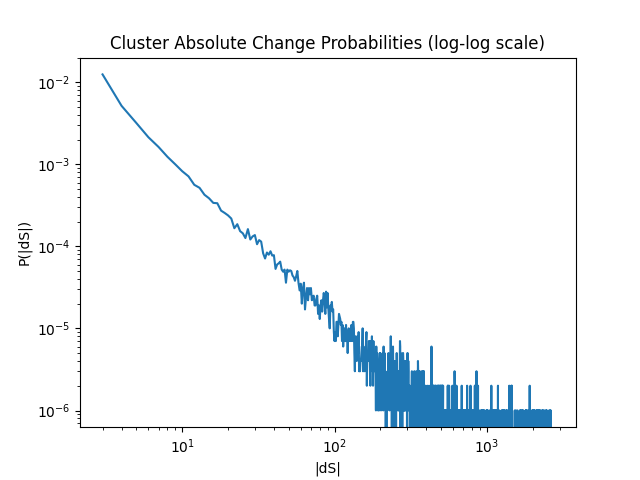 Cluster Absolute Change Probabilities (log-log scale)
P(|dS|)
10⁻²
10⁻³
10⁻⁴
10⁻⁵
10⁻⁶
10¹ 10² 10³
|dS|